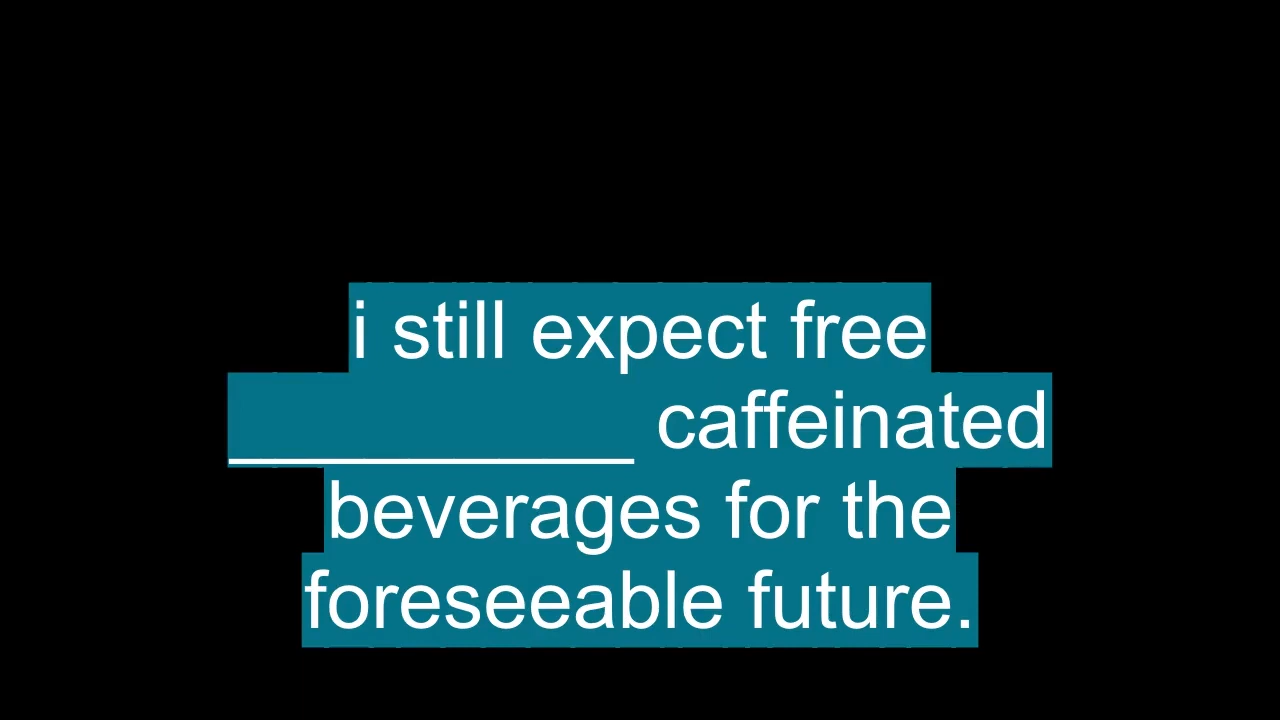 i still expect free
___________ caffeinated
beverages for the
foreseeable future.